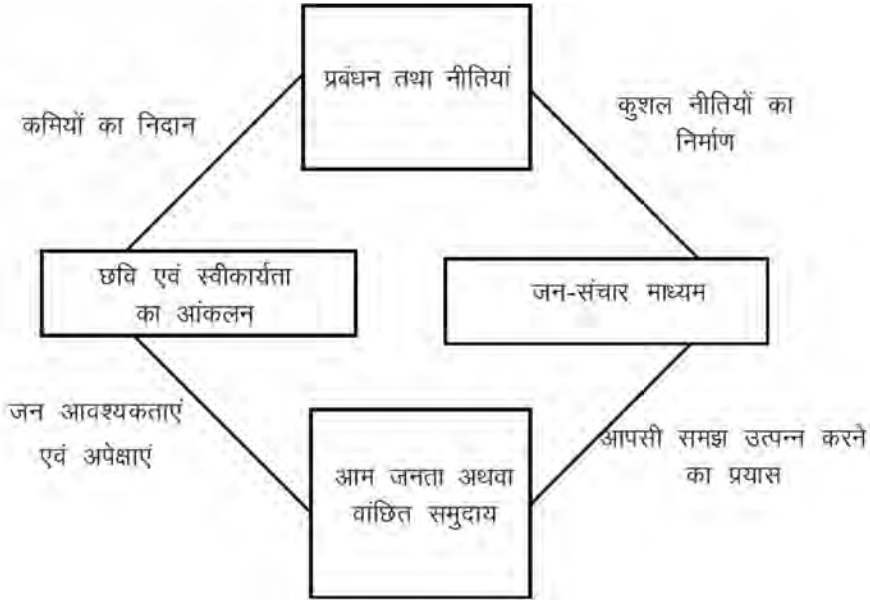 प्रबंधन तथा नीतियां
कमियों का निदान
कुशल नीतियों का
निर्माण
छवि एवं स्वीकार्यता
का आंकलन
जन-संचार माध्यम
जन आवश्यकताएं
एवं अपेक्षाएं
आम जनता अथवा
वांछित समुदाय
आपसी समझ उत्पन्न करने
का प्रयास